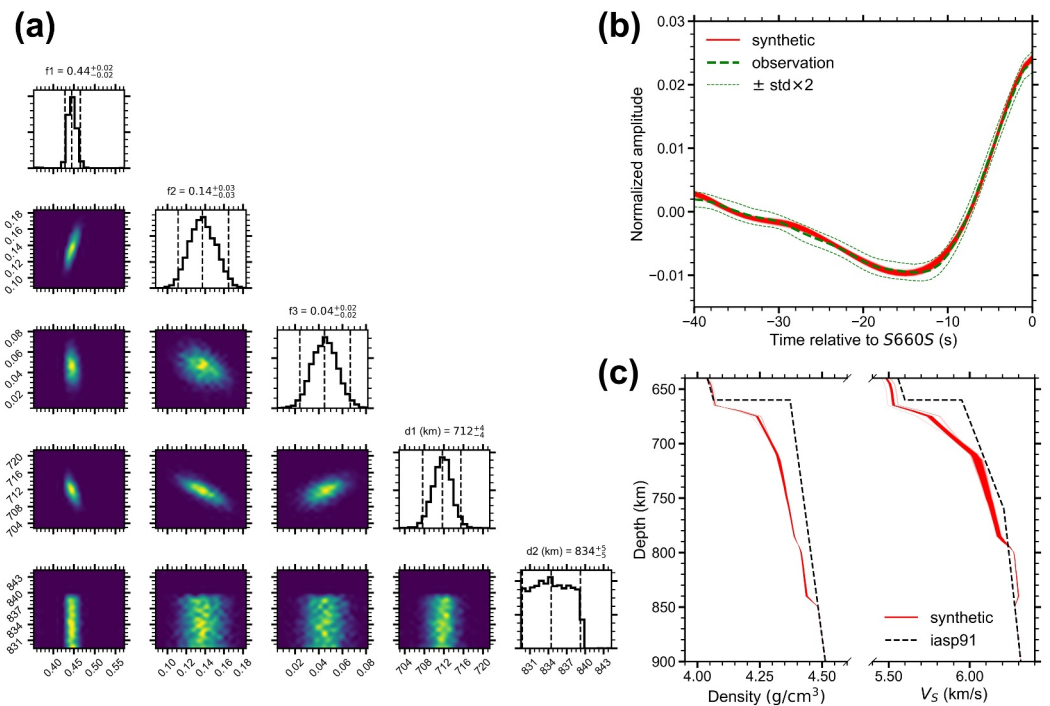 (a)
f1 = 0.44+0.02−0.02
f2 = 0.14+0.03−0.03
0.18
0.16
0.14
0.12
0.10
f3 = 0.04+0.02−0.02
0.08
0.06
0.04
0.02
d1 (km) = 712+4−4
720
716
712
708
704
d2 (km) = 834+5−5
843
840
837
834
831
0.40 0.45 0.50 0.55 0.10 0.12 0.14 0.16 0.18 0.02 0.04 0.06 0.08 704 708 712 716 720 831 834 837 840 843
(b)
0.03
0.02
0.01
0.00
−0.01
Normalized amplitude
synthetic
observation
± std×2
−40 −30 −20 −10 0
Time relative to S660S (s)
(c)
650
700
750
800
850
900
Depth (km)
synthetic
iasp91
4.00 4.25 4.50 5.50 6.00
Density (g/cm³) VS (km/s)